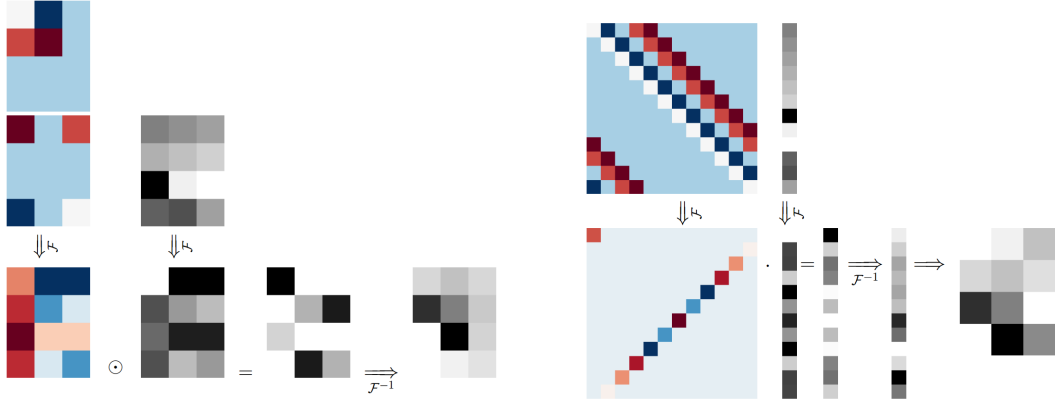 ⇓ℱ ⇓ℱ ⇓ℱ ⇓ℱ
⊙ = ⟹ · = ⟹ ⟹
ℱ⁻¹ ℱ⁻¹